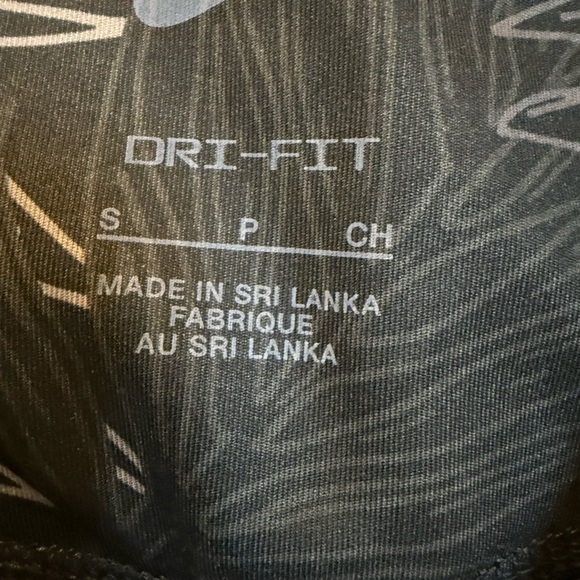 DRI-FIT
S P CH
MADE IN SRI LANKA
FABRIQUE
AU SRI LANKA